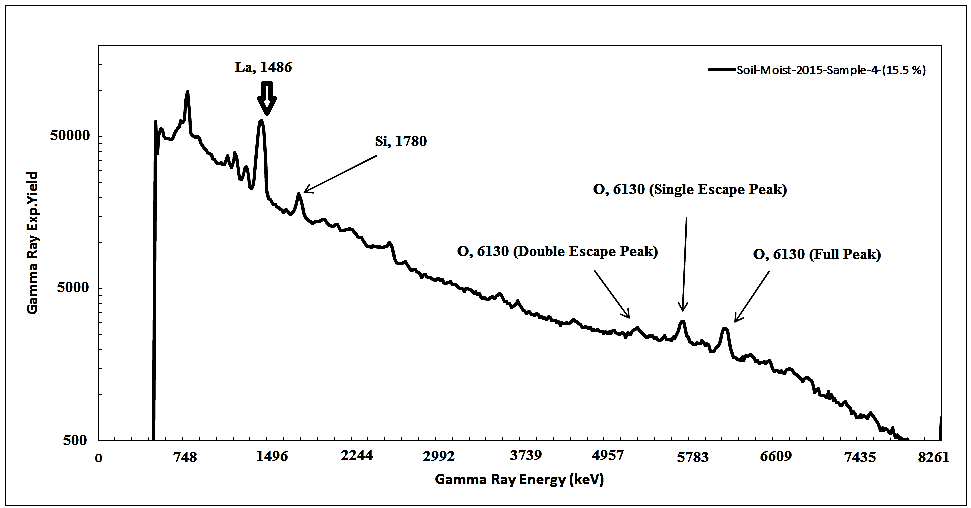 La, 1486
Soil-Moist-2015-Sample-4-(15.5 %)
50000
Si, 1780
O, 6130 (Single Escape Peak)
O, 6130 (Double Escape Peak)
O, 6130 (Full Peak)
Gamma Ray Exp.Yield
5000
500
0 748 1496 2244 2992 3739 4957 5783 6609 7435 8261
Gamma Ray Energy (keV)